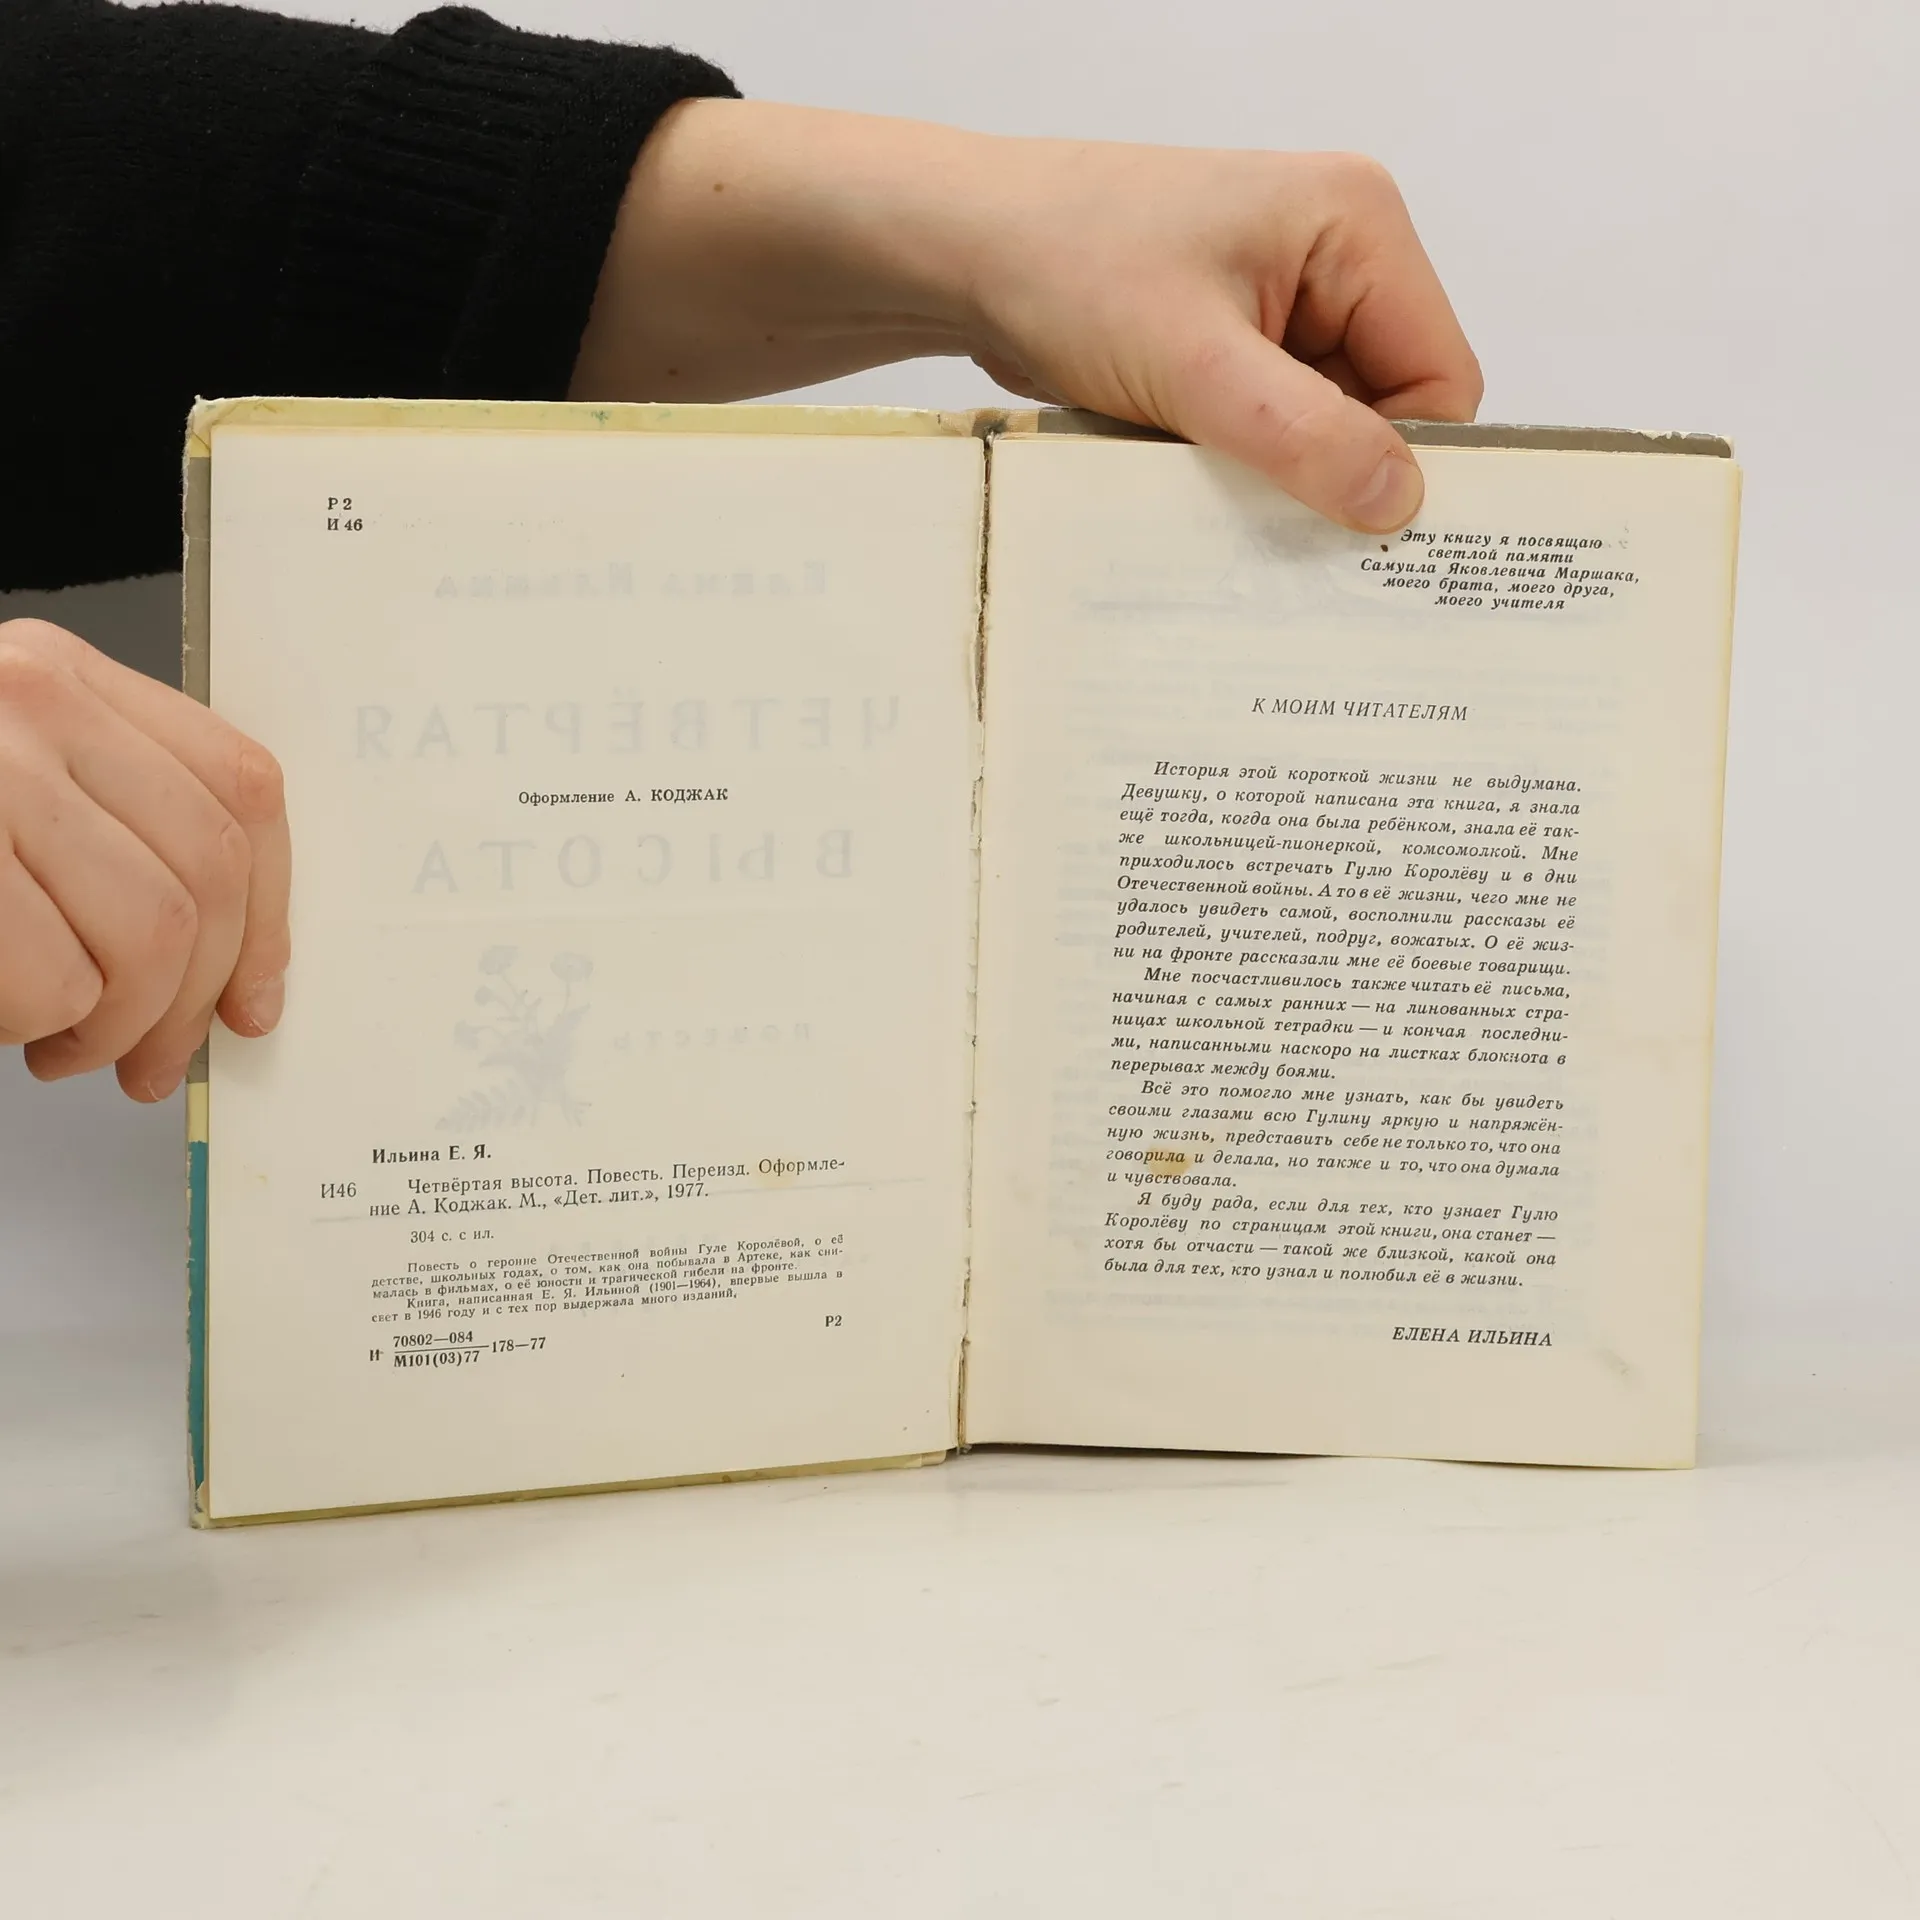 Р 2
И 46
Оформление А. КОДЖАК
Ильина Е. Я.
И46 Четвёртая высота. Повесть. Переизд. Оформле-
ние А. Коджак. М., «Дет. лит.», 1977.
304 с. с ил.
Повесть о героине Отечественной войны Гуле Королёвой, о её
детстве, школьных годах, о том, как она побывала в Артеке, как сни-
малась в фильмах, о её юности и трагической гибели на фронте.
Книга, написанная Е. Я. Ильиной (1901—1964), впервые вышла в
свет в 1946 году и с тех пор выдержала много изданий.
Р2
70802—084
И 178—77
М101(03)77
Эту книгу я посвящаю
светлой памяти
Самуила Яковлевича Маршака,
моего брата, моего друга,
моего учителя
К МОИМ ЧИТАТЕЛЯМ
История этой короткой жизни не выдумана.
Девушку, о которой написана эта книга, я знала
ещё тогда, когда она была ребёнком, знала её так-
же школьницей-пионеркой, комсомолкой. Мне
приходилось встречать Гулю Королёву и в дни
Отечественной войны. А то в её жизни, чего мне не
удалось увидеть самой, восполнили рассказы её
родителей, учителей, подруг, вожатых. О её жиз-
ни на фронте рассказали мне её боевые товарищи.
Мне посчастливилось также читать её письма,
начиная с самых ранних — на линованных стра-
ницах школьной тетрадки — и кончая последни-
ми, написанными наскоро на листках блокнота в
перерывах между боями.
Всё это помогло мне узнать, как бы увидеть
своими глазами всю Гулину яркую и напряжён-
ную жизнь, представить себе не только то, что она
говорила и делала, но также и то, что она думала
и чувствовала.
Я буду рада, если для тех, кто узнает Гулю
Королёву по страницам этой книги, она станет —
хотя бы отчасти — такой же близкой, какой она
была для тех, кто узнал и полюбил её в жизни.
ЕЛЕНА ИЛЬИНА